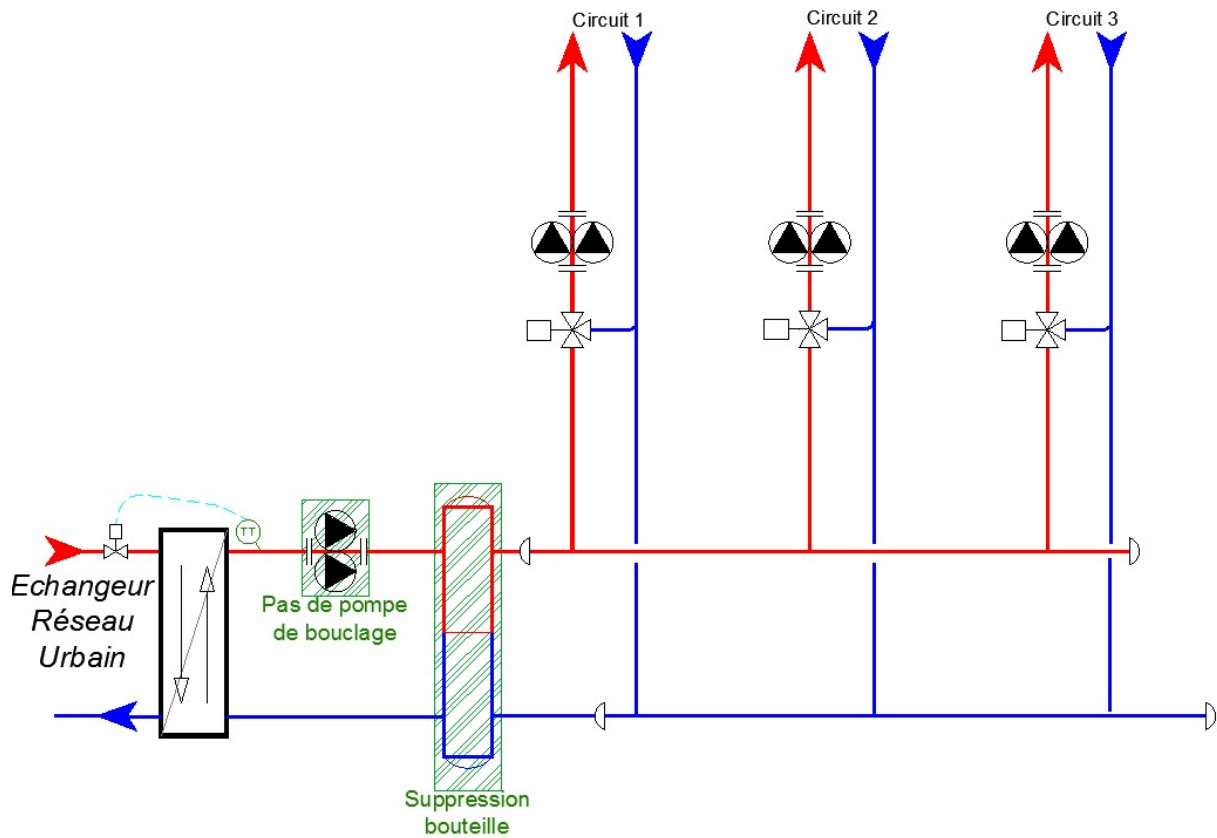 Circuit 1
Circuit 2
Circuit 3
TT
Echangeur
Réseau
Urbain
Pas de pompe
de bouclage
Suppression
bouteille